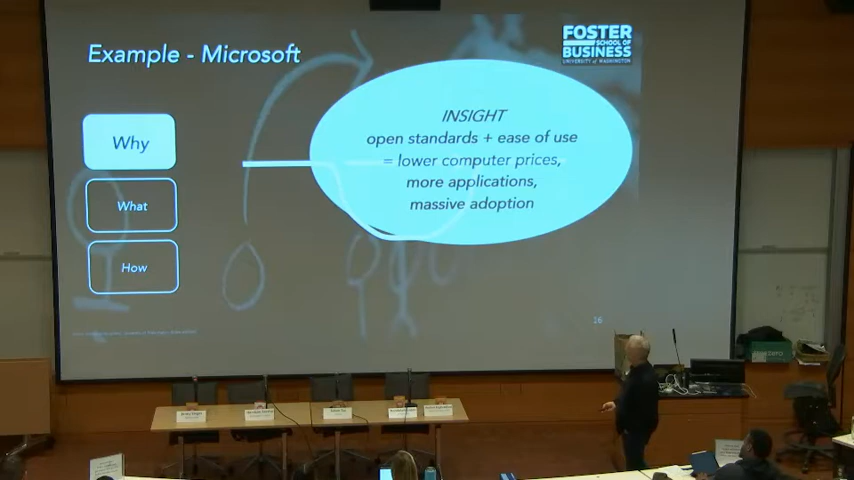 Example - Microsoft
FOSTER
SCHOOL OF
BUSINESS
UNIVERSITY OF WASHINGTON
Why
What
How
INSIGHT
open standards + ease of use
= lower computer prices,
more applications,
massive adoption
16